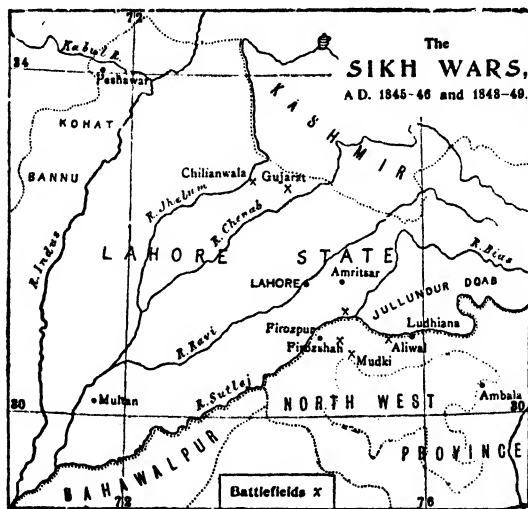 72
The
SIKH WARS,
A D. 1845-46 and 1848-49.
Kabul R.
34
Peshawar
KASHMIR
KOHAT
BANNU
Chilianwala
Gujarat
R. Jhelum
R. Chenab
R. Indus
LAHORE STATE
R. Bias
LAHORE
Amritsar
JULLUNDUR DOAB
R. Ravi
Firozpur
Ludhiana
Firozshah
Aliwal
Mudki
R. Sutlej
Multan
Ambala
30
NORTH WEST
30
PROVINCE
BAHAWALPUR
Battlefields x
72
76